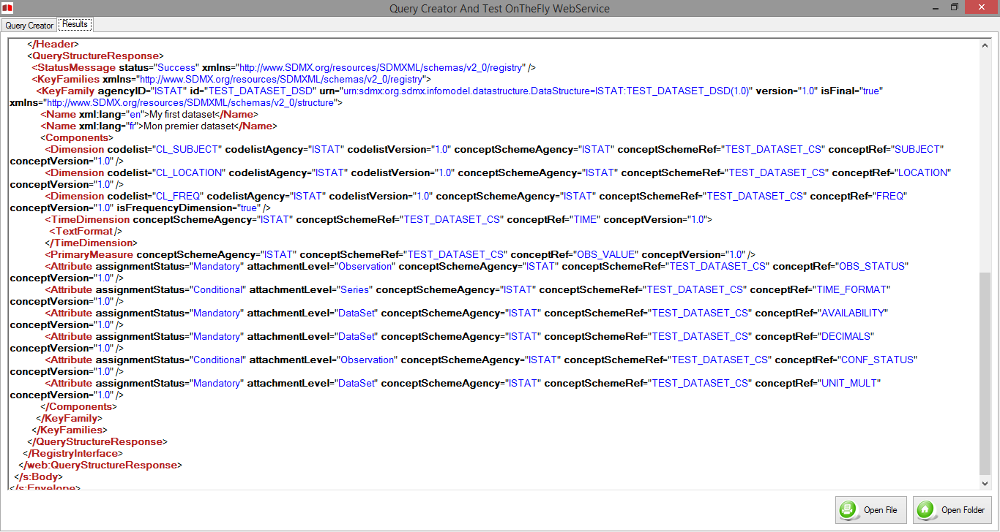 Query Creator And Test OnTheFly WebService
Query Creator
Results
</Header>
<QueryStructureResponse>
<StatusMessage status="Success" xmlns="http://www.SDMX.org/resources/SDMXML/schemas/v2_0/registry" />
<KeyFamilies xmlns="http://www.SDMX.org/resources/SDMXML/schemas/v2_0/registry">
<KeyFamily agencyID="ISTAT" id="TEST_DATASET_DSD" urn="urn:sdmx:org.sdmx.infomodel.datastructure.DataStructure=ISTAT:TEST_DATASET_DSD(1.0)" version="1.0" isFinal="true"
xmlns="http://www.SDMX.org/resources/SDMXML/schemas/v2_0/structure">
<Name xml:lang="en">My first dataset</Name>
<Name xml:lang="fr">Mon premier dataset</Name>
<Components>
<Dimension codelist="CL_SUBJECT" codelistAgency="ISTAT" codelistVersion="1.0" conceptSchemeAgency="ISTAT" conceptSchemeRef="TEST_DATASET_CS" conceptRef="SUBJECT"
conceptVersion="1.0" />
<Dimension codelist="CL_LOCATION" codelistAgency="ISTAT" codelistVersion="1.0" conceptSchemeAgency="ISTAT" conceptSchemeRef="TEST_DATASET_CS" conceptRef="LOCATION"
conceptVersion="1.0" />
<Dimension codelist="CL_FREQ" codelistAgency="ISTAT" codelistVersion="1.0" conceptSchemeAgency="ISTAT" conceptSchemeRef="TEST_DATASET_CS" conceptRef="FREQ"
conceptVersion="1.0" isFrequencyDimension="true" />
<TimeDimension conceptSchemeAgency="ISTAT" conceptSchemeRef="TEST_DATASET_CS" conceptRef="TIME" conceptVersion="1.0">
<TextFormat />
</TimeDimension>
<PrimaryMeasure conceptSchemeAgency="ISTAT" conceptSchemeRef="TEST_DATASET_CS" conceptRef="OBS_VALUE" conceptVersion="1.0" />
<Attribute assignmentStatus="Mandatory" attachmentLevel="Observation" conceptSchemeAgency="ISTAT" conceptSchemeRef="TEST_DATASET_CS" conceptRef="OBS_STATUS"
conceptVersion="1.0" />
<Attribute assignmentStatus="Conditional" attachmentLevel="Series" conceptSchemeAgency="ISTAT" conceptSchemeRef="TEST_DATASET_CS" conceptRef="TIME_FORMAT"
conceptVersion="1.0" />
<Attribute assignmentStatus="Mandatory" attachmentLevel="DataSet" conceptSchemeAgency="ISTAT" conceptSchemeRef="TEST_DATASET_CS" conceptRef="AVAILABILITY"
conceptVersion="1.0" />
<Attribute assignmentStatus="Mandatory" attachmentLevel="DataSet" conceptSchemeAgency="ISTAT" conceptSchemeRef="TEST_DATASET_CS" conceptRef="DECIMALS"
conceptVersion="1.0" />
<Attribute assignmentStatus="Conditional" attachmentLevel="Observation" conceptSchemeAgency="ISTAT" conceptSchemeRef="TEST_DATASET_CS" conceptRef="CONF_STATUS"
conceptVersion="1.0" />
<Attribute assignmentStatus="Mandatory" attachmentLevel="DataSet" conceptSchemeAgency="ISTAT" conceptSchemeRef="TEST_DATASET_CS" conceptRef="UNIT_MULT"
conceptVersion="1.0" />
</Components>
</KeyFamily>
</KeyFamilies>
</QueryStructureResponse>
</RegistryInterface>
</web:QueryStructureResponse>
</s:Body>
</s:Envelope>
Open File
Open Folder